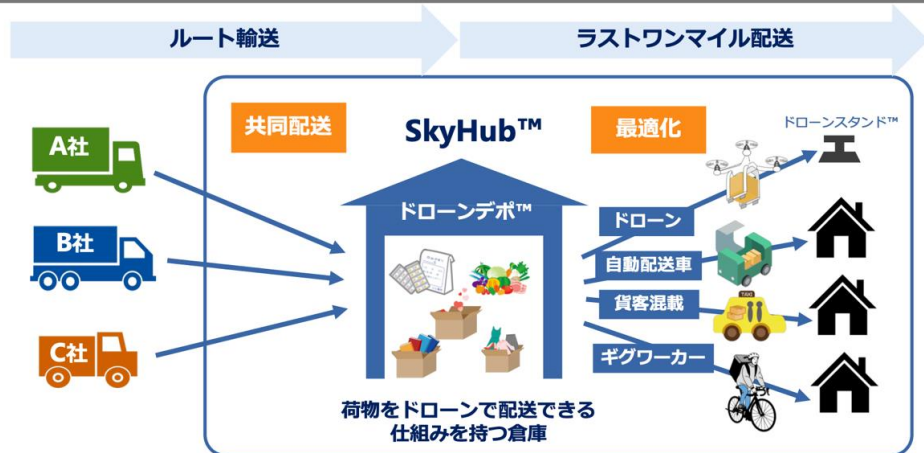 ルート輸送
ラストワンマイル配送
共同配送
SkyHub™
最適化
ドローンスタンド™
A社
B社
C社
ドローンデポ™
ドローン
自動配送車
貨客混載
TAXI
ギグワーカー
荷物をドローンで配送できる
仕組みを持つ倉庫